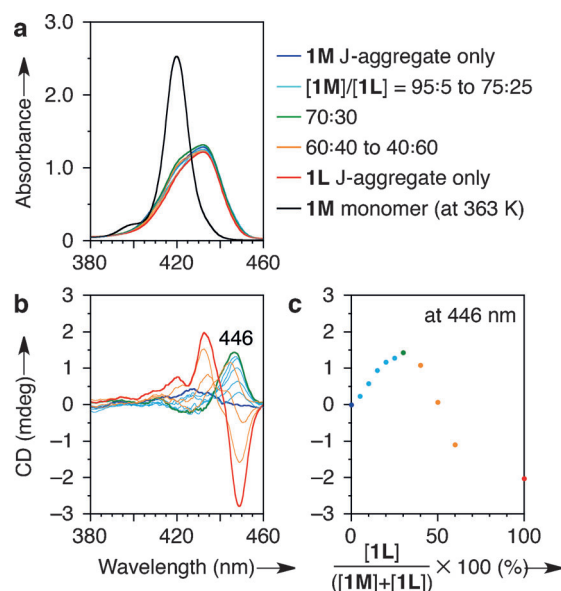 a
3.0
2.0
1.0
0
Absorbance
380
420
460
1M J-aggregate only
[1M]/[1L] = 95:5 to 75:25
70:30
60:40 to 40:60
1L J-aggregate only
1M monomer (at 363 K)
b
3
2
1
0
–1
–2
–3
CD (mdeg)
446
380
420
460
Wavelength (nm)
c
at 446 nm
3
2
1
0
–1
–2
–3
0
50
100
[1L]
([1M]+[1L])
× 100 (%)